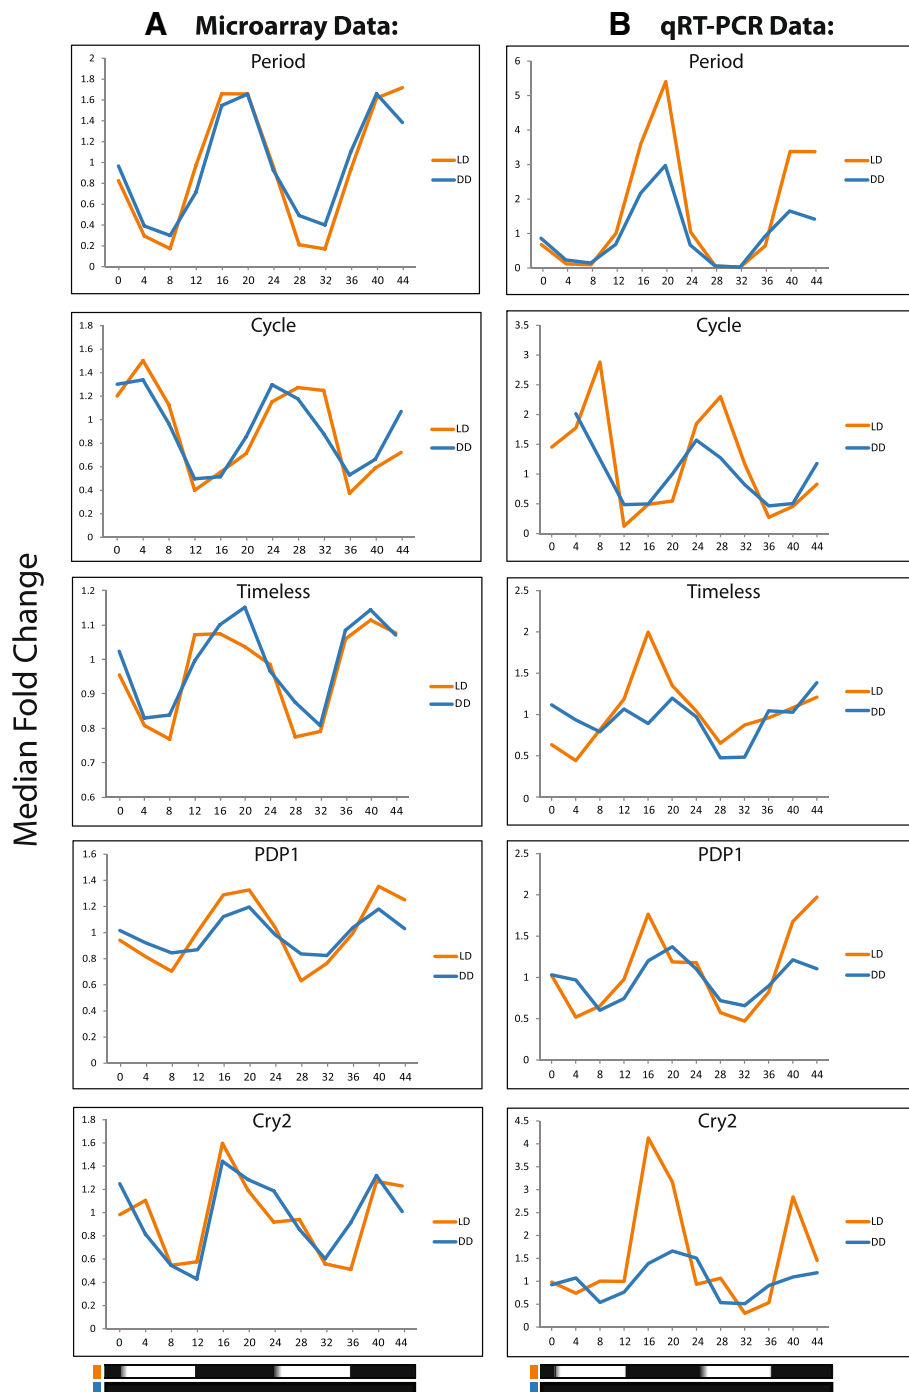 A Microarray Data:
B qRT-PCR Data:
Median Fold Change
Period
2
1.8
1.6
1.4
1.2
1
0.8
0.6
0.4
0.2
0
0 4 8 12 16 20 24 28 32 36 40 44
LD
DD
Period
6
5
4
3
2
1
0
0 4 8 12 16 20 24 28 32 36 40 44
LD
DD
Cycle
1.8
1.6
1.4
1.2
1
0.8
0.6
0.4
0.2
0
0 4 8 12 16 20 24 28 32 36 40 44
LD
DD
Cycle
3.5
3
2.5
2
1.5
1
0.5
0
0 4 8 12 16 20 24 28 32 36 40 44
LD
DD
Timeless
1.2
1.1
1
0.9
0.8
0.7
0.6
0 4 8 12 16 20 24 28 32 36 40 44
LD
DD
Timeless
2.5
2
1.5
1
0.5
0
0 4 8 12 16 20 24 28 32 36 40 44
LD
DD
PDP1
1.6
1.4
1.2
1
0.8
0.6
0.4
0.2
0
0 4 8 12 16 20 24 28 32 36 40 44
LD
DD
PDP1
2.5
2
1.5
1
0.5
0
0 4 8 12 16 20 24 28 32 36 40 44
LD
DD
Cry2
1.8
1.6
1.4
1.2
1
0.8
0.6
0.4
0.2
0
0 4 8 12 16 20 24 28 32 36 40 44
LD
DD
Cry2
4.5
4
3.5
3
2.5
2
1.5
1
0.5
0
0 4 8 12 16 20 24 28 32 36 40 44
LD
DD